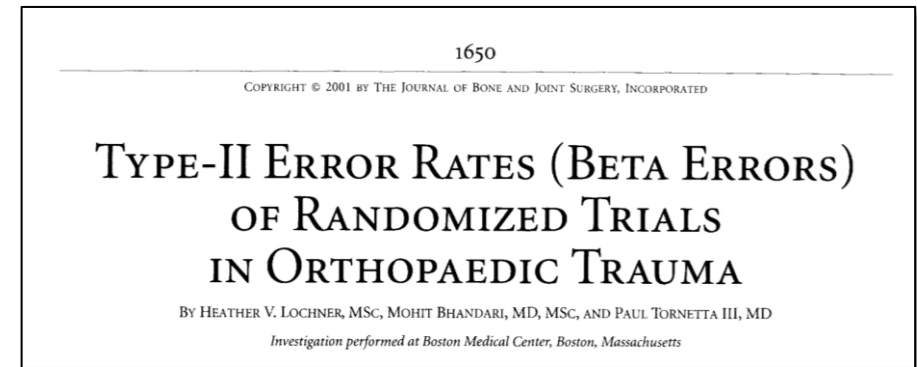 1650
COPYRIGHT © 2001 BY THE JOURNAL OF BONE AND JOINT SURGERY, INCORPORATED
TYPE-II ERROR RATES (BETA ERRORS)
OF RANDOMIZED TRIALS
IN ORTHOPAEDIC TRAUMA
BY HEATHER V. LOCHNER, MSC, MOHIT BHANDARI, MD, MSC, AND PAUL TORNETTA III, MD
Investigation performed at Boston Medical Center, Boston, Massachusetts